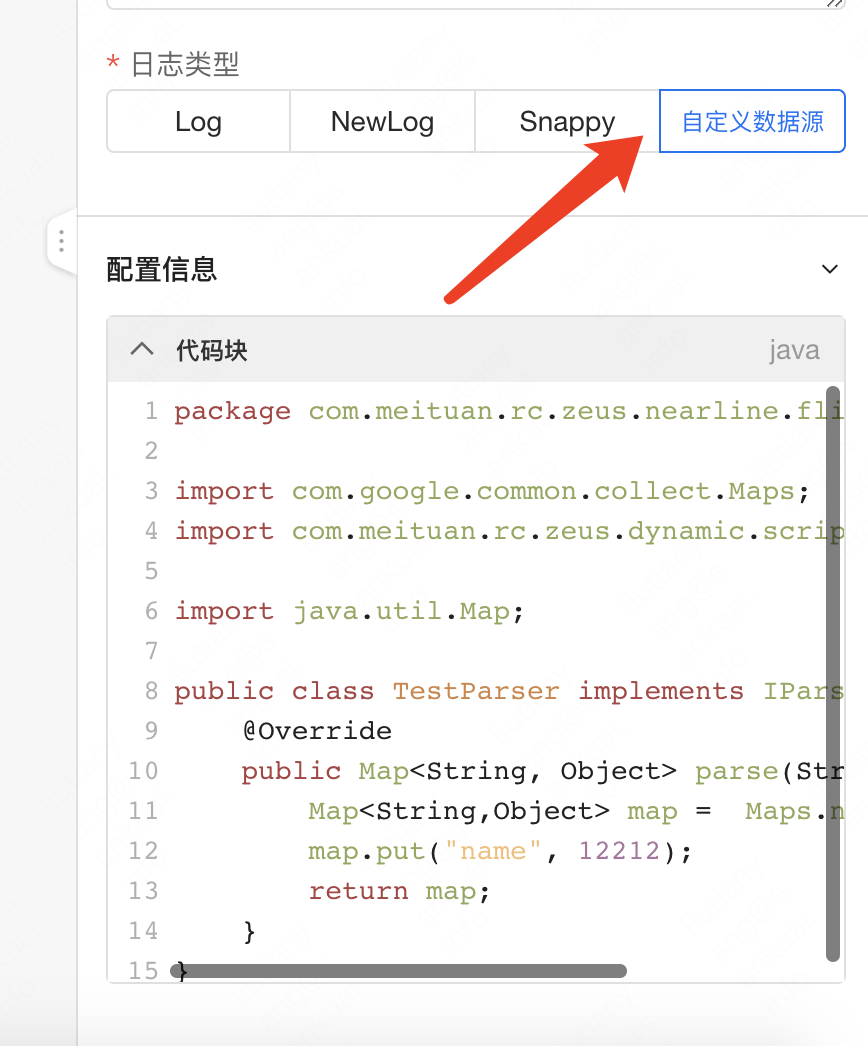 * 日志类型
Log NewLog Snappy 自定义数据源
配置信息
代码块 java
1 package com.meituan.rc.zeus.nearline.fli
2
3 import com.google.common.collect.Maps;
4 import com.meituan.rc.zeus.dynamic.scrip
5
6 import java.util.Map;
7
8 public class TestParser implements IPars
9 @Override
10 public Map<String, Object> parse(Str
11 Map<String,Object> map =  Maps.n
12 map.put("name", 12212);
13 return map;
14 }
15 }